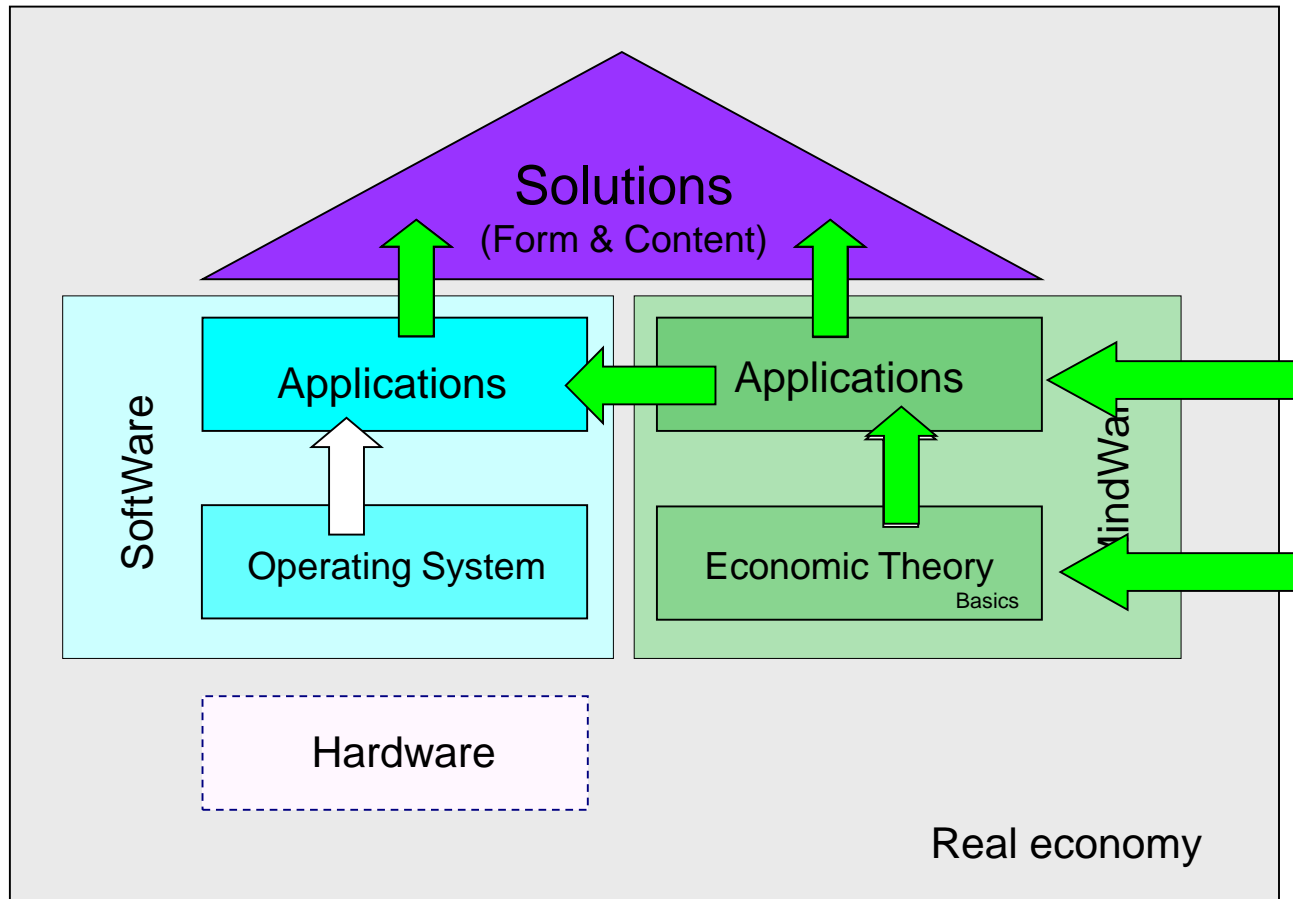 Solutions
(Form & Content)
SoftWare
Applications
Applications
Operating System
Economic Theory
Basics
Hardware
Real economy